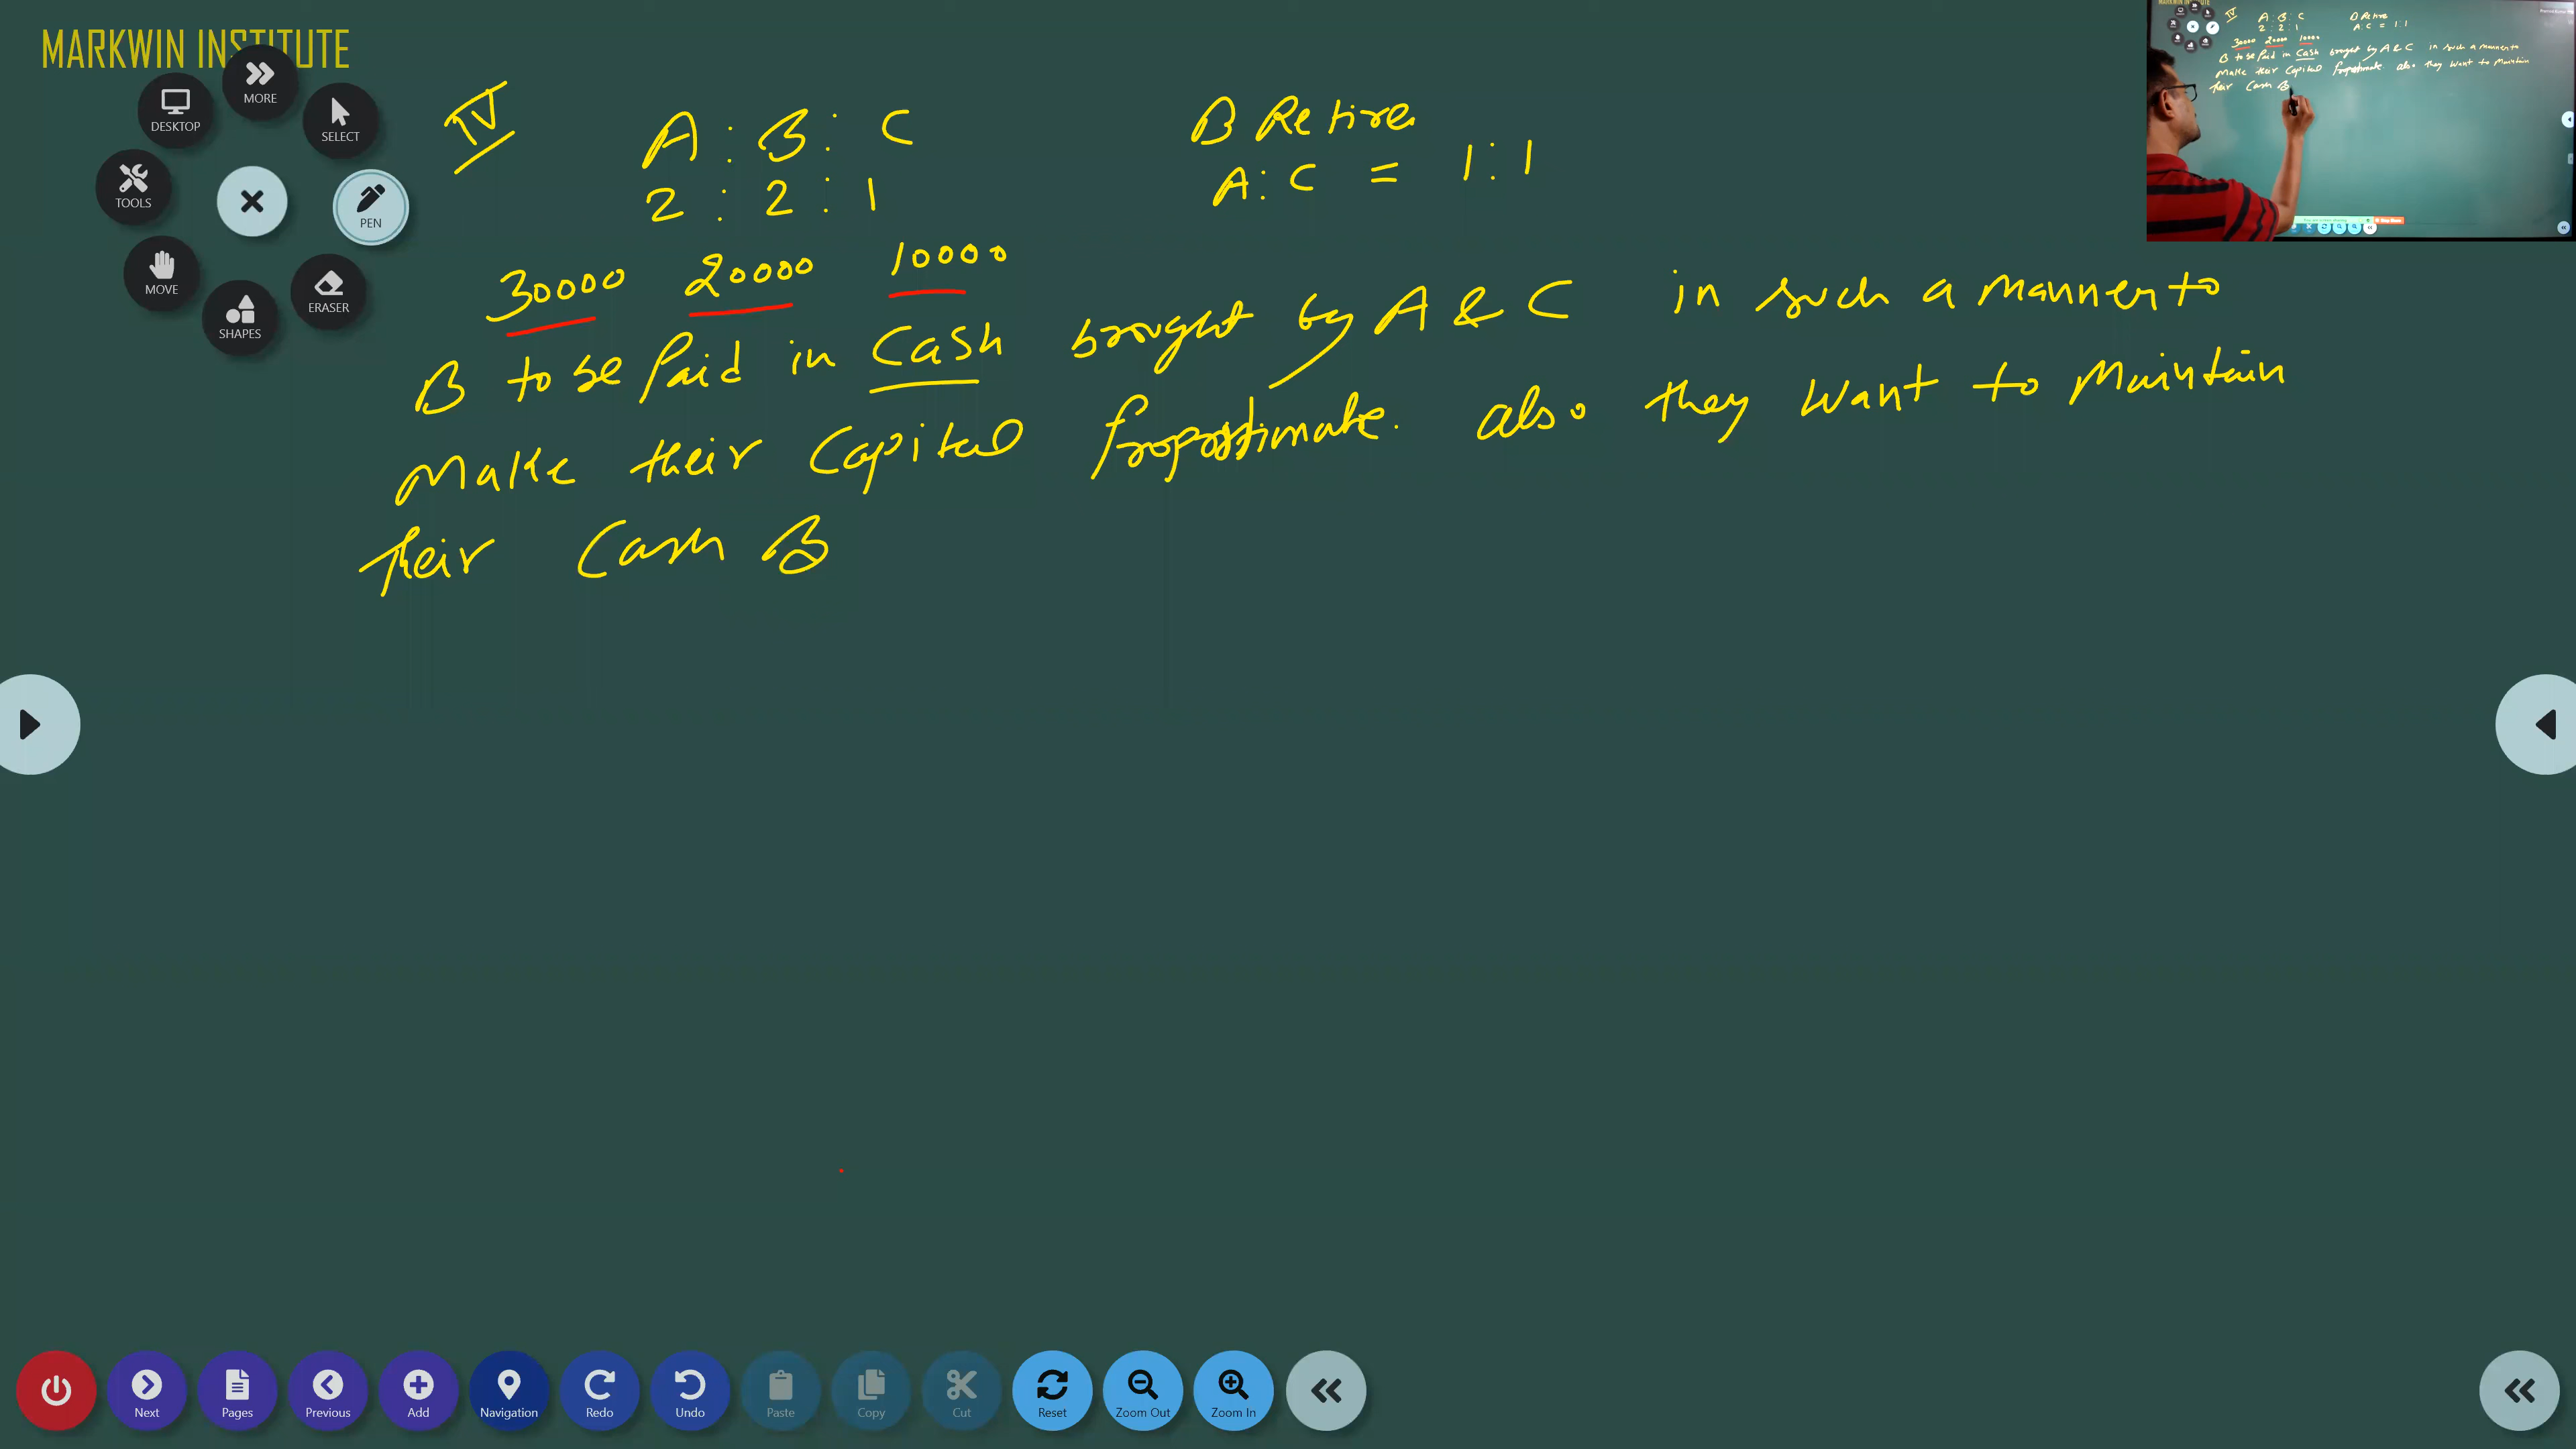 MARKWIN INSTITUTE
MORE
DESKTOP
SELECT
TOOLS
PEN
MOVE
ERASER
SHAPES
IV
A : B : C
2 : 2 : 1
B Retire
A : C = 1 : 1
30000 20000 10000
B to be Paid in Cash brought by A & C in such a manner to
Make their Capital Proportionate. also they want to Maintain
their Cash B
Next
Pages
Previous
Add
Navigation
Redo
Undo
Paste
Copy
Cut
Reset
Zoom Out
Zoom In